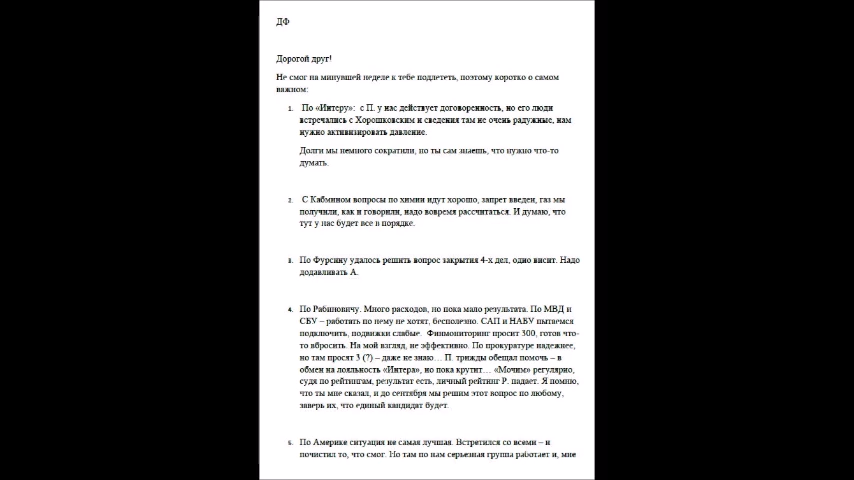 ДФ
Дорогой друг!
Не смог на минувшей неделе к тебе подлететь, поэтому коротко о самом
важном:
1. По «Интеру»: с П. у нас действует договоренность, но его люди
встречались с Хорошковским и сведения там не очень радужные, нам
нужно активизировать давление.
Долги мы немного сократили, но ты сам знаешь, что нужно что-то
думать.
2. С Кабмином вопросы по химии идут хорошо, запрет введен, газ мы
получили, как и говорили, надо вовремя рассчитаться. И думаю, что
тут у нас будет все в порядке.
3. По Фурсину удалось решить вопрос закрытия 4-х дел, одно висит. Надо
додавливать А.
4. По Рабиновичу. Много расходов, но пока мало результата. По МВД и
СБУ – работать по нему не хотят, бесполезно. САП и НАБУ пытаемся
подключить, подвижки слабые. Финмониторинг просит 300, готов что-
то вбросить. На мой взгляд, не эффективно. По прокуратуре надежнее,
но там просят 3 (?) – даже не знаю… П. трижды обещал помочь – в
обмен на лояльность «Интера», но пока крутит… «Мочим» регулярно,
судя по рейтингам, результат есть, личный рейтинг Р. падает. Я помню,
что ты мне сказал, и до сентября мы решим этот вопрос по любому,
заверь их, что единый кандидат будет.
5. По Америке ситуация не самая лучшая. Встретился со всеми – и
почистил то, что смог. Но там по нам серьезная группа работает и, мне